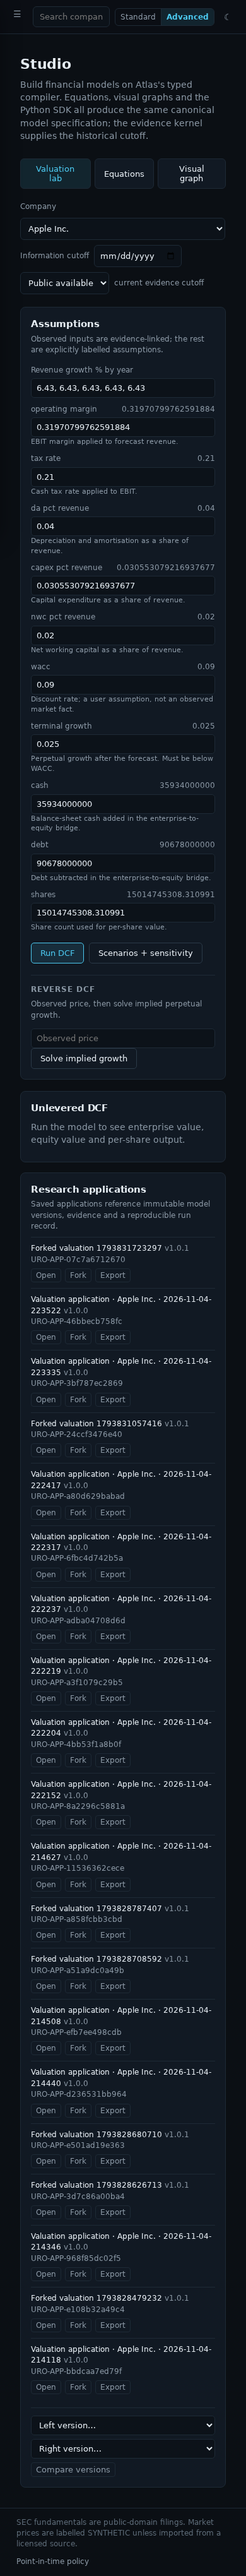 ☰ Search compan Standard Advanced ☾
Studio
Build financial models on Atlas's typed
compiler. Equations, visual graphs and the
Python SDK all produce the same canonical
model specification; the evidence kernel
supplies the historical cutoff.
Valuation lab Equations Visual graph
Company
Apple Inc.
Information cutoff mm/dd/yyyy
Public available current evidence cutoff
Assumptions
Observed inputs are evidence-linked; the rest
are explicitly labelled assumptions.
Revenue growth % by year
6.43, 6.43, 6.43, 6.43, 6.43
operating margin 0.31970799762591884
0.31970799762591884
EBIT margin applied to forecast revenue.
tax rate 0.21
0.21
Cash tax rate applied to EBIT.
da pct revenue 0.04
0.04
Depreciation and amortisation as a share of
revenue.
capex pct revenue 0.030553079216937677
0.030553079216937677
Capital expenditure as a share of revenue.
nwc pct revenue 0.02
0.02
Net working capital as a share of revenue.
wacc 0.09
0.09
Discount rate; a user assumption, not an observed
market fact.
terminal growth 0.025
0.025
Perpetual growth after the forecast. Must be below
WACC.
cash 35934000000
35934000000
Balance-sheet cash added in the enterprise-to-
equity bridge.
debt 90678000000
90678000000
Debt subtracted in the enterprise-to-equity bridge.
shares 15014745308.310991
15014745308.310991
Share count used for per-share value.
Run DCF Scenarios + sensitivity
REVERSE DCF
Observed price, then solve implied perpetual
growth.
Observed price
Solve implied growth
Unlevered DCF
Run the model to see enterprise value,
equity value and per-share output.
Research applications
Saved applications reference immutable model
versions, evidence and a reproducible run
record.
Forked valuation 1793831723297 v1.0.1
URO-APP-07c7a6712670
Open Fork Export
Valuation application · Apple Inc. · 2026-11-04-
223522 v1.0.0
URO-APP-46bbecb758fc
Open Fork Export
Valuation application · Apple Inc. · 2026-11-04-
223335 v1.0.0
URO-APP-3bf787ec2869
Open Fork Export
Forked valuation 1793831057416 v1.0.1
URO-APP-24ccf3476e40
Open Fork Export
Valuation application · Apple Inc. · 2026-11-04-
222417 v1.0.0
URO-APP-a80d629babad
Open Fork Export
Valuation application · Apple Inc. · 2026-11-04-
222317 v1.0.0
URO-APP-6fbc4d742b5a
Open Fork Export
Valuation application · Apple Inc. · 2026-11-04-
222237 v1.0.0
URO-APP-adba04708d6d
Open Fork Export
Valuation application · Apple Inc. · 2026-11-04-
222219 v1.0.0
URO-APP-a3f1079c29b5
Open Fork Export
Valuation application · Apple Inc. · 2026-11-04-
222204 v1.0.0
URO-APP-4bb53f1a8b0f
Open Fork Export
Valuation application · Apple Inc. · 2026-11-04-
222152 v1.0.0
URO-APP-8a2296c5881a
Open Fork Export
Valuation application · Apple Inc. · 2026-11-04-
214627 v1.0.0
URO-APP-11536362cece
Open Fork Export
Forked valuation 1793828787407 v1.0.1
URO-APP-a858fcbb3cbd
Open Fork Export
Forked valuation 1793828708592 v1.0.1
URO-APP-a51a9dc0a49b
Open Fork Export
Valuation application · Apple Inc. · 2026-11-04-
214508 v1.0.0
URO-APP-efb7ee498cdb
Open Fork Export
Valuation application · Apple Inc. · 2026-11-04-
214440 v1.0.0
URO-APP-d236531bb964
Open Fork Export
Forked valuation 1793828680710 v1.0.1
URO-APP-e501ad19e363
Open Fork Export
Forked valuation 1793828626713 v1.0.1
URO-APP-3d7c86a00ba4
Open Fork Export
Valuation application · Apple Inc. · 2026-11-04-
214346 v1.0.0
URO-APP-968f85dc02f5
Open Fork Export
Forked valuation 1793828479232 v1.0.1
URO-APP-e108b32a49c4
Open Fork Export
Valuation application · Apple Inc. · 2026-11-04-
214118 v1.0.0
URO-APP-bbdcaa7ed79f
Open Fork Export
Left version...
Right version...
Compare versions
SEC fundamentals are public-domain filings. Market
prices are labelled SYNTHETIC unless imported from a
licensed source.
Point-in-time policy